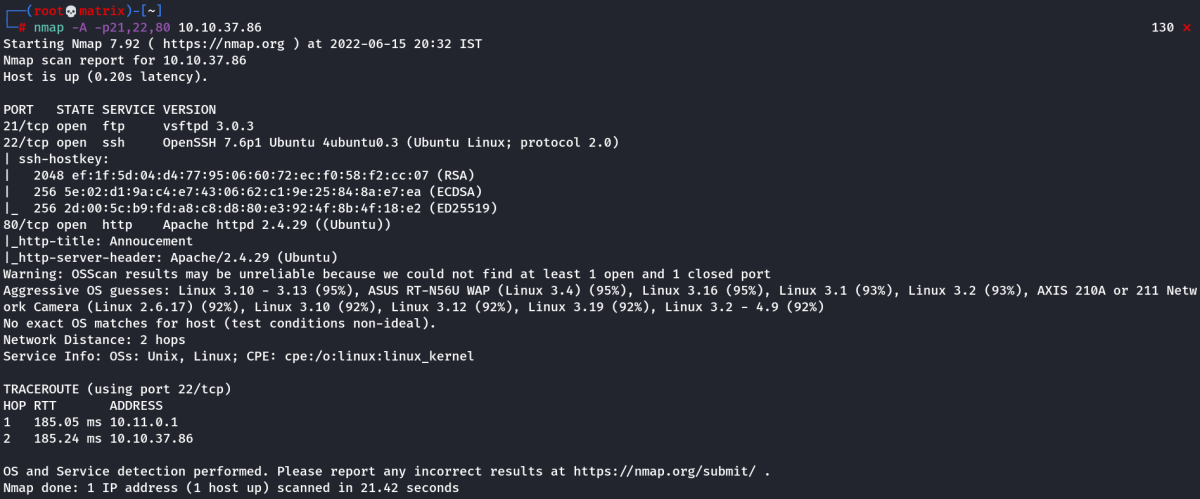 ┌──(root💀matrix)-[~]
└─# nmap -A -p21,22,80 10.10.37.86 130 ⨯
Starting Nmap 7.92 ( https://nmap.org ) at 2022-06-15 20:32 IST
Nmap scan report for 10.10.37.86
Host is up (0.20s latency).
PORT   STATE SERVICE VERSION
21/tcp open  ftp     vsftpd 3.0.3
22/tcp open  ssh     OpenSSH 7.6p1 Ubuntu 4ubuntu0.3 (Ubuntu Linux; protocol 2.0)
| ssh-hostkey:
|   2048 ef:1f:5d:04:d4:77:95:06:60:72:ec:f0:58:f2:cc:07 (RSA)
|   256 5e:02:d1:9a:c4:e7:43:06:62:c1:9e:25:84:8a:e7:ea (ECDSA)
|_  256 2d:00:5c:b9:fd:a8:c8:d8:80:e3:92:4f:8b:4f:18:e2 (ED25519)
80/tcp open  http    Apache httpd 2.4.29 ((Ubuntu))
|_http-title: Annoucement
|_http-server-header: Apache/2.4.29 (Ubuntu)
Warning: OSScan results may be unreliable because we could not find at least 1 open and 1 closed port
Aggressive OS guesses: Linux 3.10 - 3.13 (95%), ASUS RT-N56U WAP (Linux 3.4) (95%), Linux 3.16 (95%), Linux 3.1 (93%), Linux 3.2 (93%), AXIS 210A or 211 Netw
ork Camera (Linux 2.6.17) (92%), Linux 3.10 (92%), Linux 3.12 (92%), Linux 3.19 (92%), Linux 3.2 - 4.9 (92%)
No exact OS matches for host (test conditions non-ideal).
Network Distance: 2 hops
Service Info: OSs: Unix, Linux; CPE: cpe:/o:linux:linux_kernel
TRACEROUTE (using port 22/tcp)
HOP RTT       ADDRESS
1   185.05 ms 10.11.0.1
2   185.24 ms 10.10.37.86
OS and Service detection performed. Please report any incorrect results at https://nmap.org/submit/ .
Nmap done: 1 IP address (1 host up) scanned in 21.42 seconds